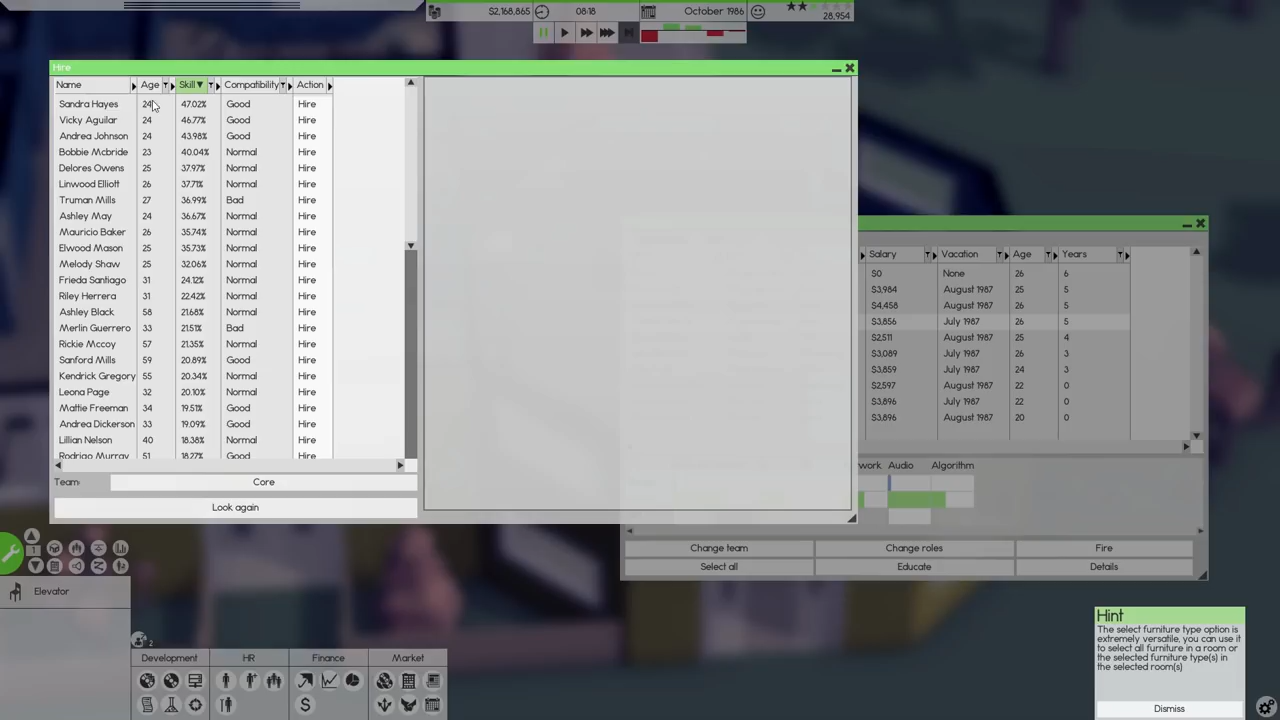 $2,168,865
08:18
October 1986
28,954
Hire
Name Age Skill▼ Compatibility Action
Sandra Hayes 24 47.02% Good Hire
Vicky Aguilar 24 46.77% Good Hire
Andrea Johnson 24 43.98% Good Hire
Bobbie Mcbride 23 40.04% Normal Hire
Delores Owens 25 37.97% Normal Hire
Linwood Elliott 26 37.71% Normal Hire
Truman Mills 27 36.99% Bad Hire
Ashley May 24 36.67% Normal Hire
Mauricio Baker 26 35.74% Normal Hire
Elwood Mason 25 35.73% Normal Hire
Melody Shaw 25 32.06% Normal Hire
Frieda Santiago 31 24.12% Normal Hire
Riley Herrera 31 22.42% Normal Hire
Ashley Black 58 21.68% Normal Hire
Merlin Guerrero 33 21.51% Bad Hire
Rickie Mccoy 57 21.35% Normal Hire
Sanford Mills 59 20.89% Good Hire
Kendrick Gregory 55 20.34% Normal Hire
Leona Page 32 20.10% Normal Hire
Mattie Freeman 34 19.51% Good Hire
Andrea Dickerson 33 19.09% Good Hire
Lillian Nelson 40 18.38% Normal Hire
Rodrigo Murray 51 18.27% Good Hire
Team: Core
Look again
Salary Vacation Age Years
$0 None 26 6
$3,984 August 1987 25 5
$4,458 August 1987 26 5
$3,856 July 1987 26 5
$2,511 August 1987 25 4
$3,089 July 1987 26 3
$3,859 July 1987 24 3
$2,597 August 1987 22 0
$3,896 July 1987 22 0
$3,896 August 1987 20 0
work Audio Algorithm
Change team Change roles Fire
Select all Educate Details
1
Elevator
2
Development HR Finance Market
Hint
The select furniture type option is
extremely versatile, you can use it
to select all furniture in a room or
the selected furniture type(s) in
the selected room(s)
Dismiss